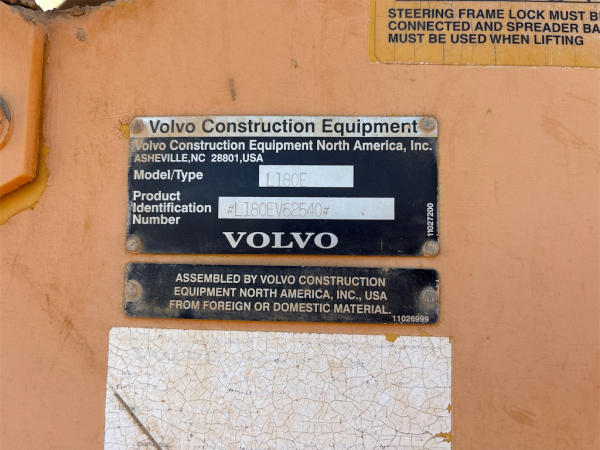 STEERING FRAME LOCK MUST B
CONNECTED AND SPREADER BA
MUST BE USED WHEN LIFTING
Volvo Construction Equipment
Volvo Construction Equipment North America, Inc.
ASHEVILLE,NC 28801,USA
Model/Type L180E
Product
Identification #L180EV62540#
Number
11027200
VOLVO
ASSEMBLED BY VOLVO CONSTRUCTION
EQUIPMENT NORTH AMERICA, INC., USA
FROM FOREIGN OR DOMESTIC MATERIAL.
11026999